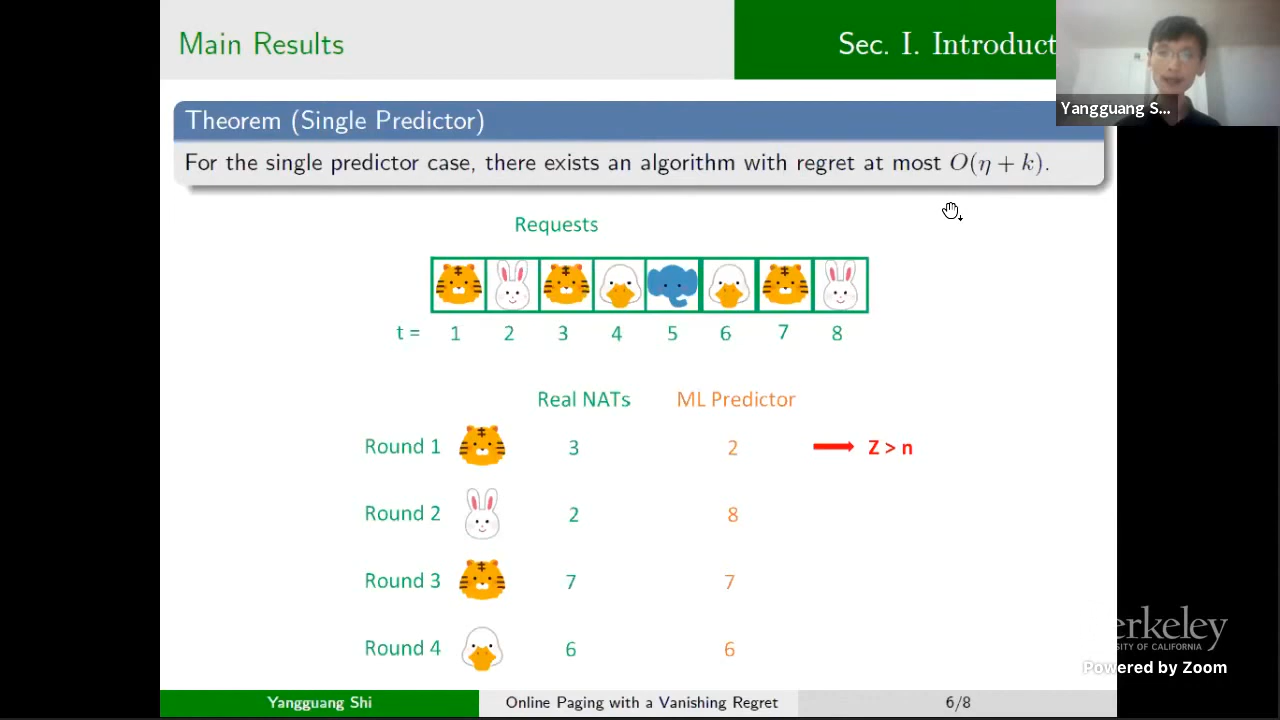 Main Results
Sec. I. Introduct
Yangguang S...
Theorem (Single Predictor)
For the single predictor case, there exists an algorithm with regret at most O(η + k).
Requests
t = 1 2 3 4 5 6 7 8
Real NATs ML Predictor
Round 1 3 2 Z > n
Round 2 2 8
Round 3 7 7
Round 4 6 6
erkeley
SITY OF CALIFORNIA
Powered by Zoom
Yangguang Shi Online Paging with a Vanishing Regret 6/8